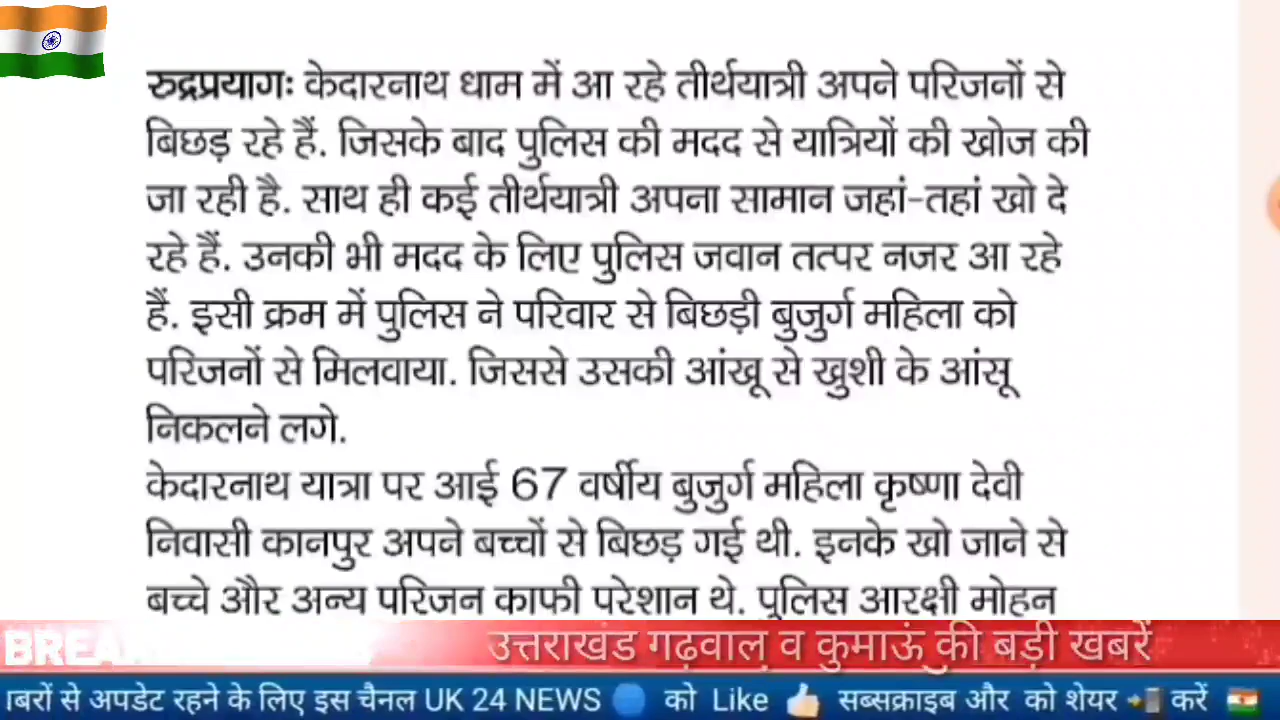 रुद्रप्रयागः केदारनाथ धाम में आ रहे तीर्थयात्री अपने परिजनों से
बिछड़ रहे हैं. जिसके बाद पुलिस की मदद से यात्रियों की खोज की
जा रही है. साथ ही कई तीर्थयात्री अपना सामान जहां-तहां खो दे
रहे हैं. उनकी भी मदद के लिए पुलिस जवान तत्पर नजर आ रहे
हैं. इसी क्रम में पुलिस ने परिवार से बिछड़ी बुजुर्ग महिला को
परिजनों से मिलवाया. जिससे उसकी आंखू से खुशी के आंसू
निकलने लगे.
केदारनाथ यात्रा पर आई 67 वर्षीय बुजुर्ग महिला कृष्णा देवी
निवासी कानपुर अपने बच्चों से बिछड़ गई थी. इनके खो जाने से
बच्चे और अन्य परिजन काफी परेशान थे. पुलिस आरक्षी मोहन
उत्तराखंड गढ़वाल व कुमाऊं की बड़ी खबरें
बरों से अपडेट रहने के लिए इस चैनल UK 24 NEWS 🔵 को Like 👍 सब्सक्राइब और को शेयर 📲 करें 🇮🇳